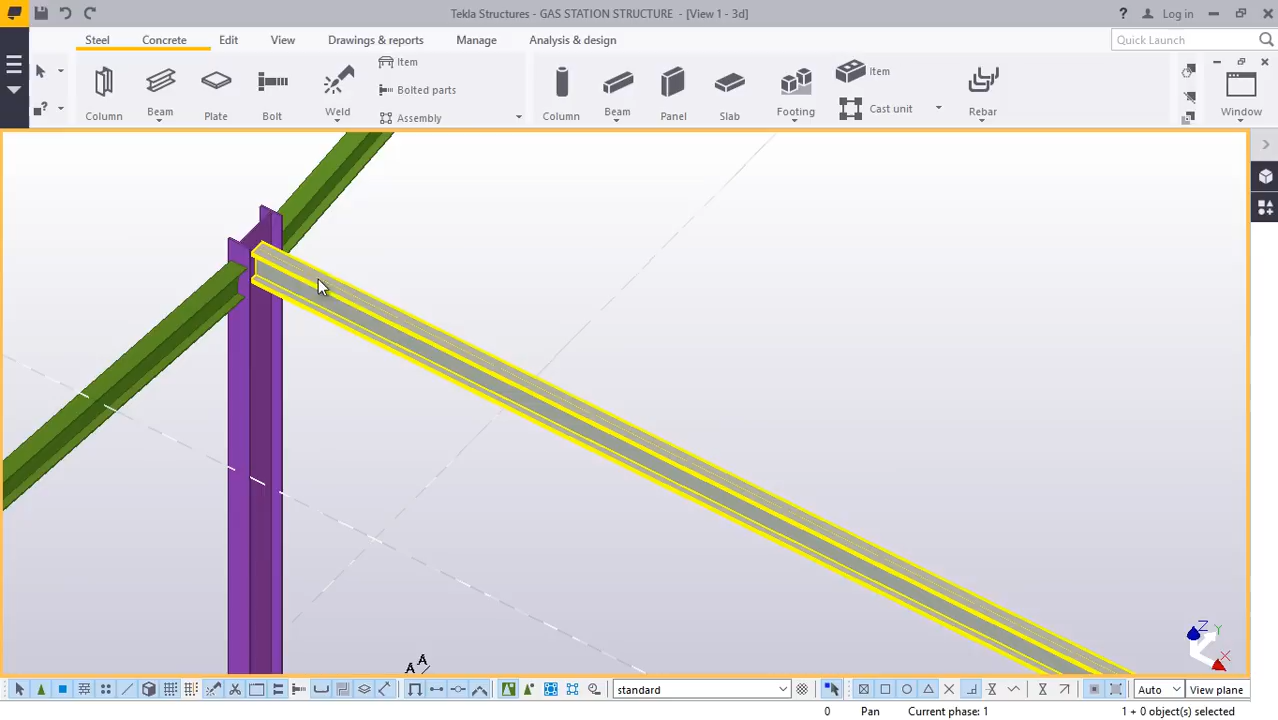 Tekla Structures - GAS STATION STRUCTURE - [View 1 - 3d]
? Log in
Steel Concrete Edit View Drawings & reports Manage Analysis & design Quick Launch
Item Item
Bolted parts Cast unit
Assembly
Column Beam Plate Bolt Weld Column Beam Panel Slab Footing Rebar Window
Z Y
X
A A
standard Auto View plane
0 Pan Current phase: 1 1 + 0 object(s) selected